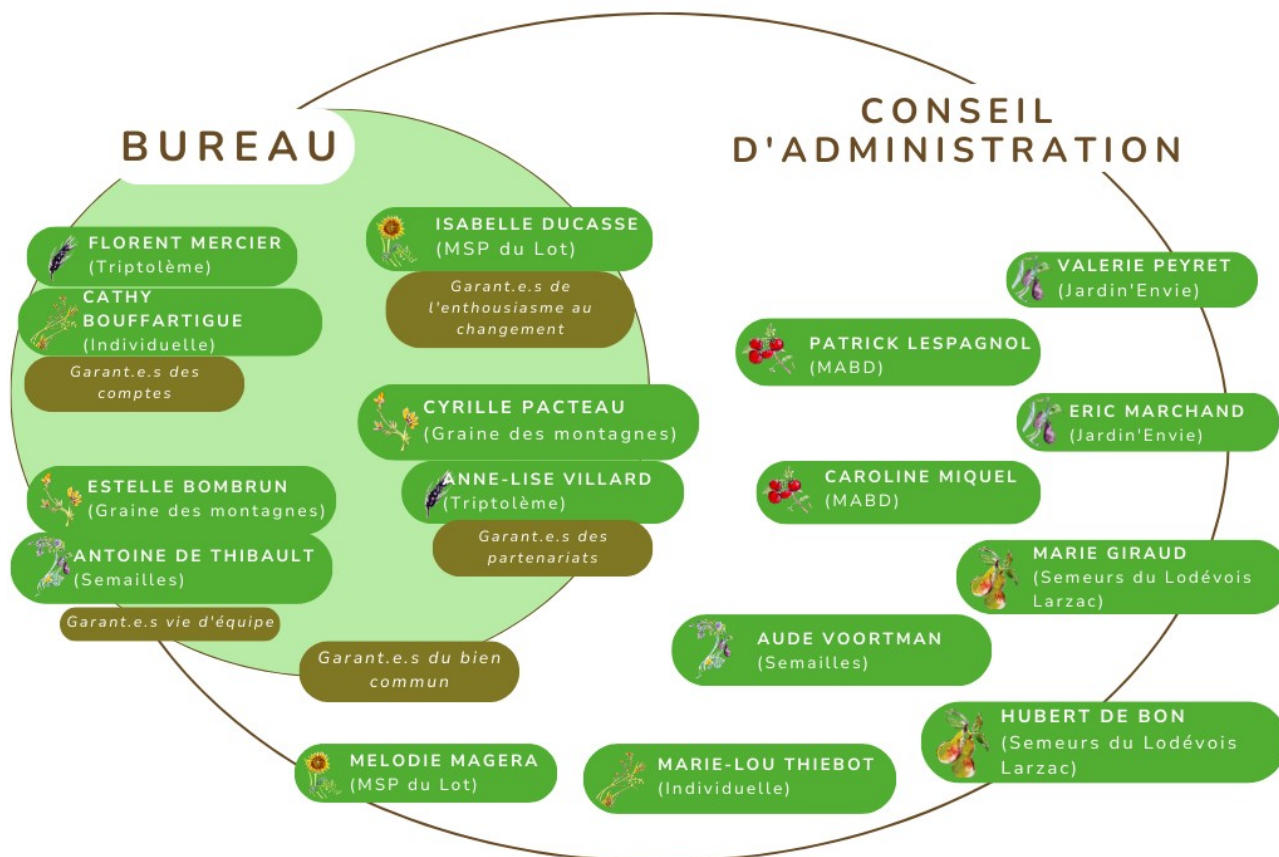 BUREAU
FLORENT MERCIER
(Triptolème)
CATHY
BOUFFARTIGUE
(Individuelle)
Garant.e.s des
comptes
ISABELLE DUCASSE
(MSP du Lot)
Garant.e.s de
l'enthousiasme au
changement
CYRILLE PACTEAU
(Graine des montagnes)
ANNE-LISE VILLARD
(Triptolème)
Garant.e.s des
partenariats
ESTELLE BOMBRUN
(Graine des montagnes)
ANTOINE DE THIBAULT
(Semailles)
Garant.e.s vie d'équipe
Garant.e.s du bien
commun
CONSEIL
D'ADMINISTRATION
VALERIE PEYRET
(Jardin'Envie)
PATRICK LESPAGNOL
(MABD)
ERIC MARCHAND
(Jardin'Envie)
CAROLINE MIQUEL
(MABD)
MARIE GIRAUD
(Semeurs du Lodévois
Larzac)
AUDE VOORTMAN
(Semailles)
HUBERT DE BON
(Semeurs du Lodévois
Larzac)
MELODIE MAGERA
(MSP du Lot)
MARIE-LOU THIEBOT
(Individuelle)